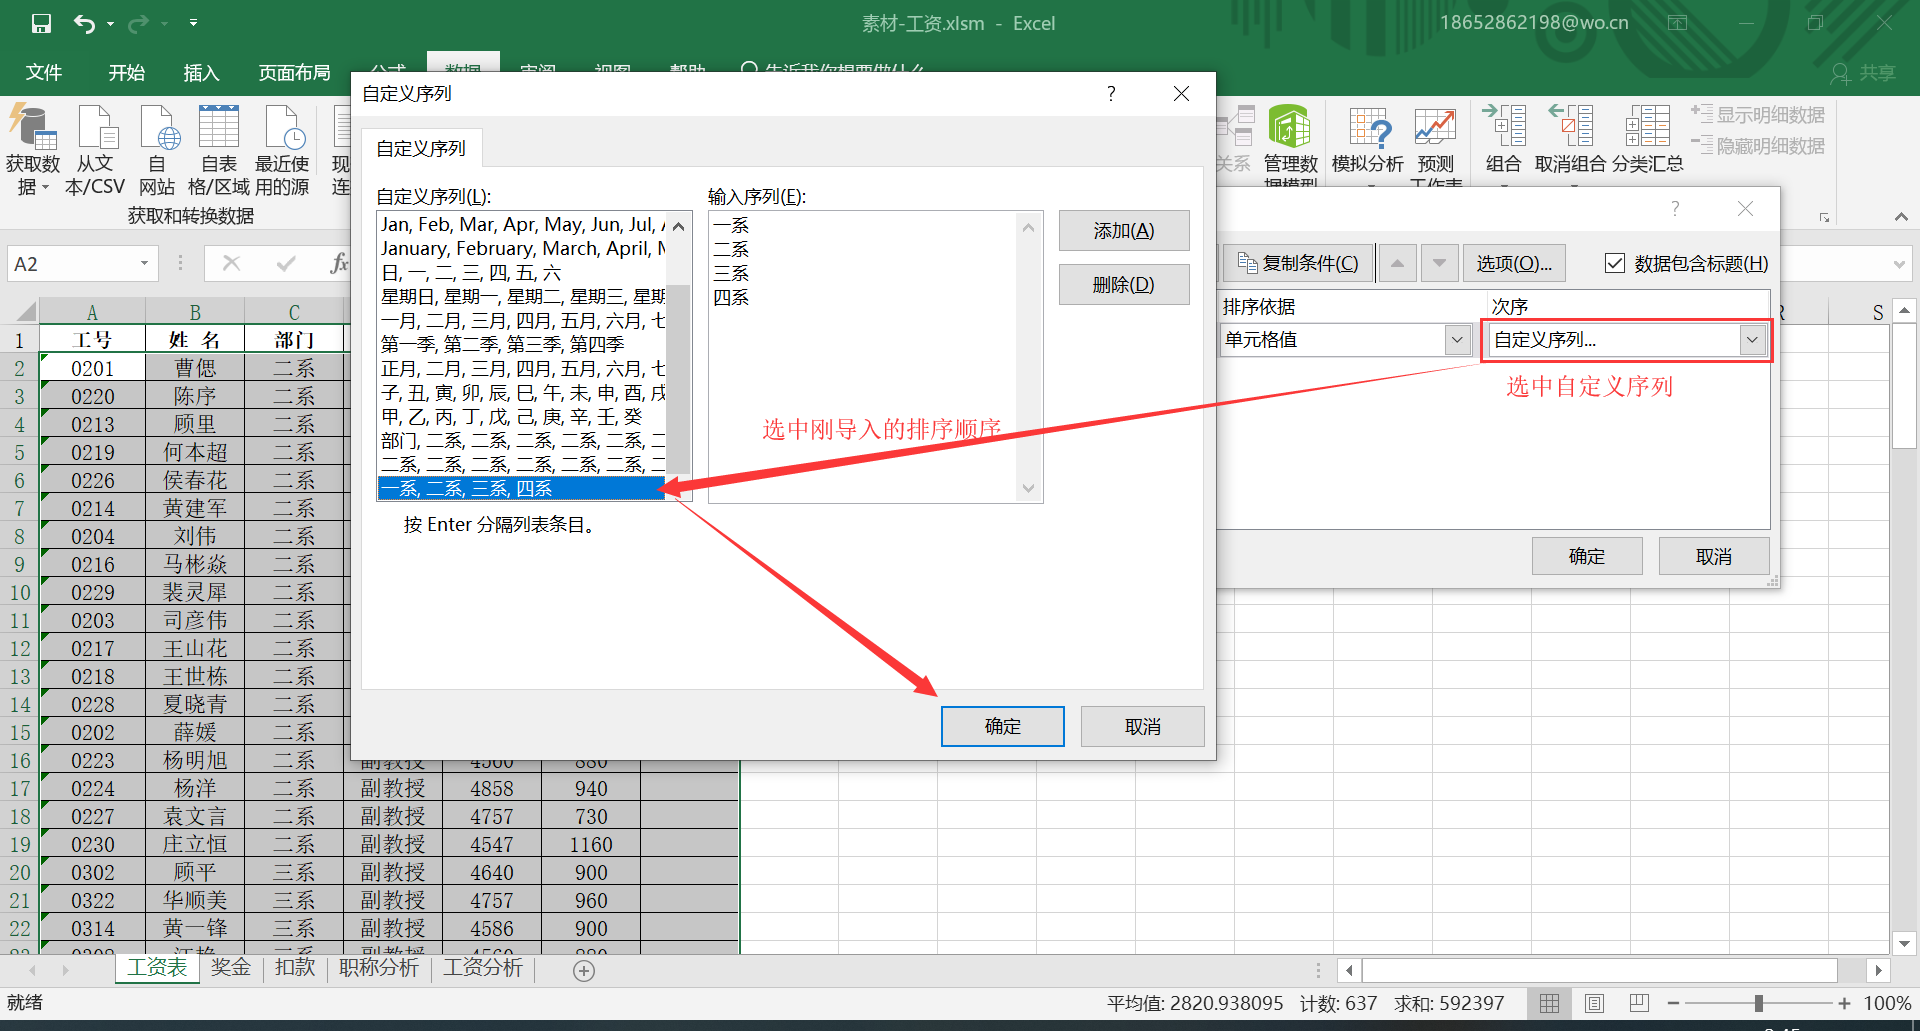 素材-工资.xlsm - Excel
18652862198@wo.cn
文件 开始 插入 页面布局 公式 数据 审阅 视图 帮助 告诉我你想要做什么 共享
获取数据 从文本/CSV 自网站 自表格/区域 最近使用的源
获取和转换数据
关系 管理数据模型 模拟分析 预测工作表 组合 取消组合 分类汇总
显示明细数据
隐藏明细数据
A2
fx
自定义序列
?
自定义序列
自定义序列(L):
Jan, Feb, Mar, Apr, May, Jun, Jul,
January, February, March, April,
日, 一, 二, 三, 四, 五, 六
星期日, 星期一, 星期二, 星期三,
一月, 二月, 三月, 四月, 五月, 六月, 七
第一季, 第二季, 第三季, 第四季
正月, 二月, 三月, 四月, 五月, 六月, 七
子, 丑, 寅, 卯, 辰, 巳, 午, 未, 申, 酉, 戌
甲, 乙, 丙, 丁, 戊, 己, 庚, 辛, 壬, 癸
部门, 二系, 二系, 二系, 二系, 二
二系, 二系, 二系, 二系, 二系, 二系, 二
一系, 二系, 三系, 四系
按 Enter 分隔列表条目。
输入序列(E):
一系
二系
三系
四系
添加(A)
删除(D)
确定 取消
选中刚导入的排序顺序
?
复制条件(C) 选项(O)... 数据包含标题(H)
排序依据 次序
单元格值 自定义序列...
选中自定义序列
确定 取消
A B C R S
1 工号 姓 名 部门
2 0201 曹偲 二系
3 0220 陈序 二系
4 0213 顾里 二系
5 0219 何本超 二系
6 0226 侯春花 二系
7 0214 黄建军 二系
8 0204 刘伟 二系
9 0216 马彬焱 二系
10 0229 裴灵犀 二系
11 0203 司彦伟 二系
12 0217 王山花 二系
13 0218 王世栋 二系
14 0228 夏晓青 二系
15 0202 薛媛 二系
16 0223 杨明旭 二系 副教授 4560 880
17 0224 杨洋 二系 副教授 4858 940
18 0227 袁文言 二系 副教授 4757 730
19 0230 庄立恒 二系 副教授 4547 1160
20 0302 顾平 三系 副教授 4640 900
21 0322 华顺美 三系 副教授 4757 960
22 0314 黄一锋 三系 副教授 4586 900
工资表 奖金 扣款 职称分析 工资分析
就绪
平均值: 2820.938095 计数: 637 求和: 592397
100%